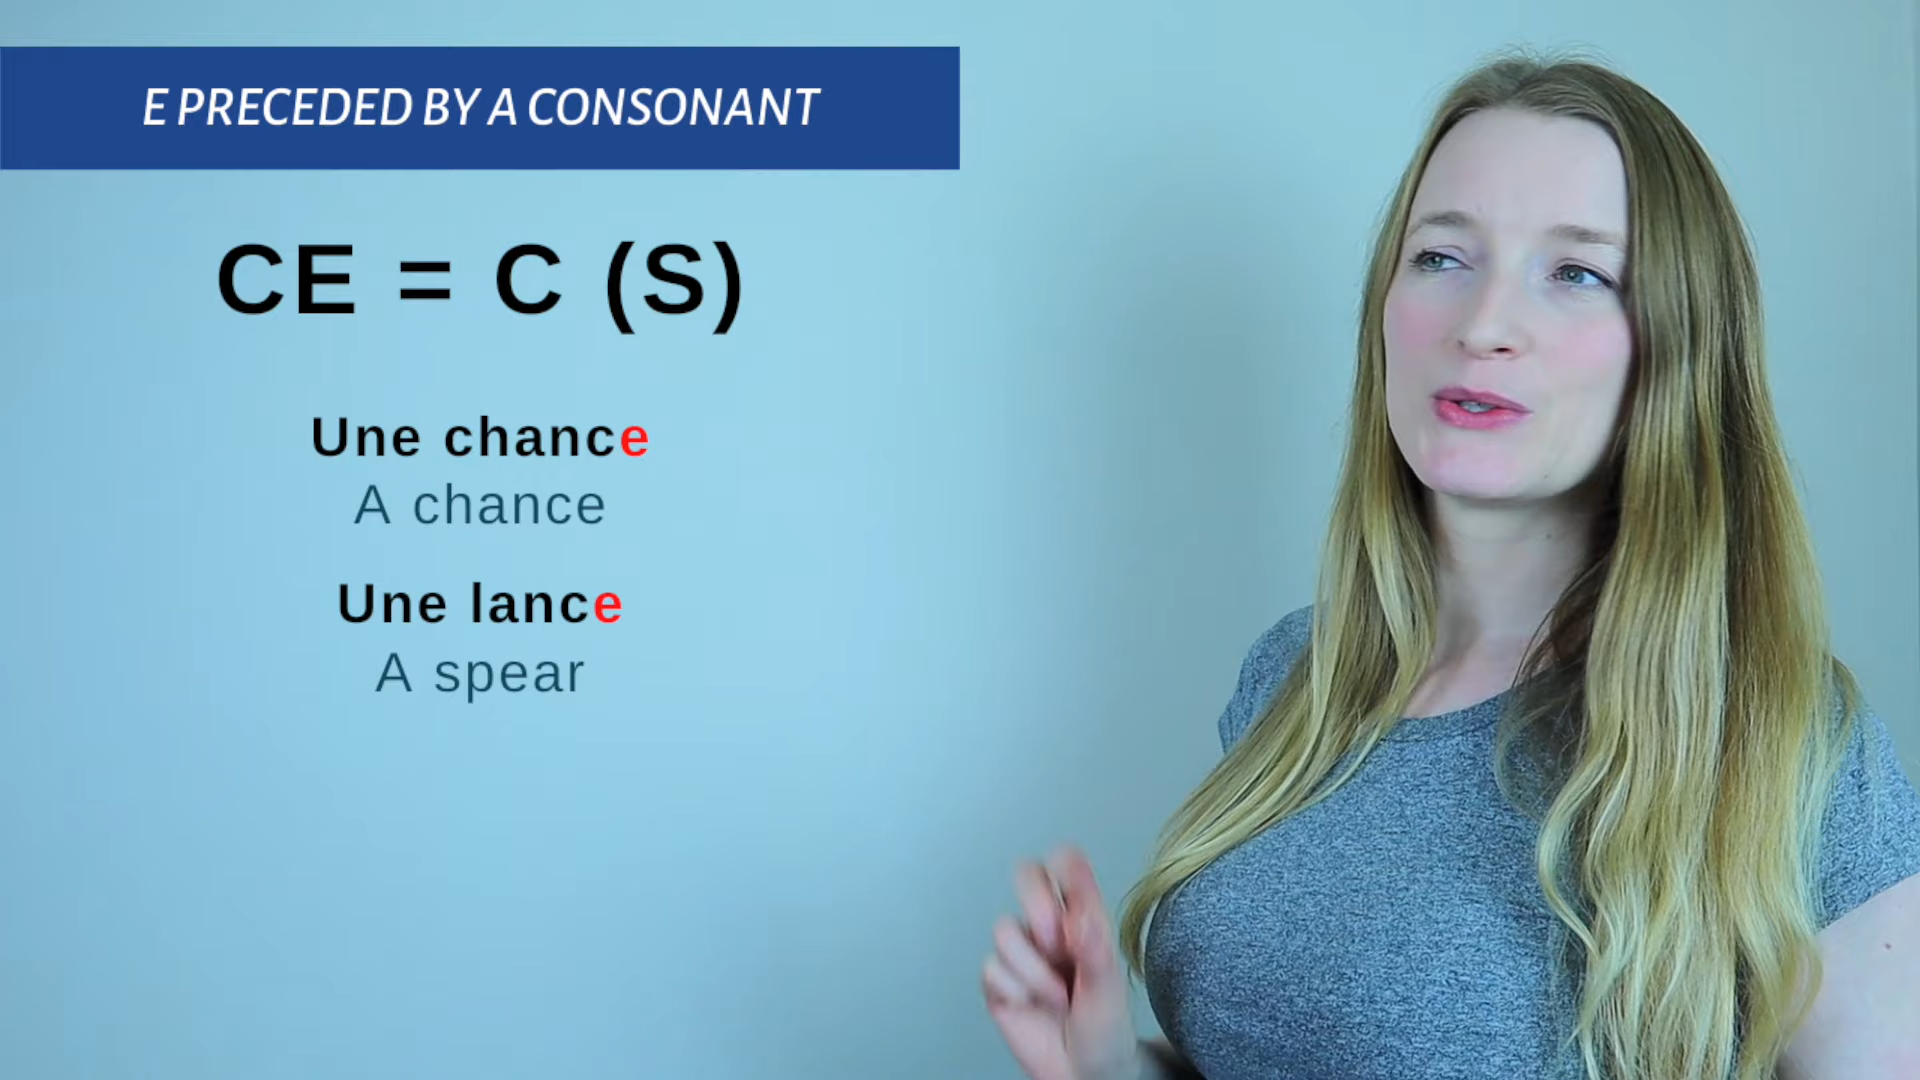 E PRECEDED BY A CONSONANT
CE = C (S)
Une chance
A chance
Une lance
A spear